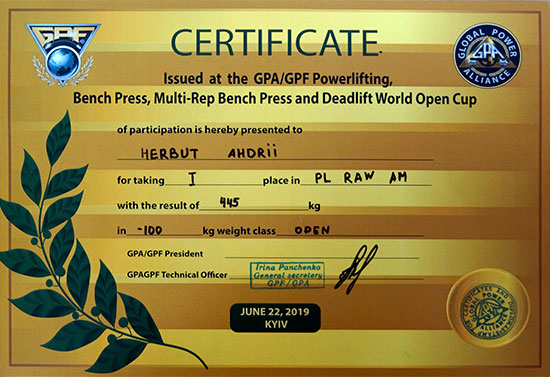 GPF
CERTIFICATE
GLOBAL POWER
GPA
ALLIANCE
Issued at the GPA/GPF Powerlifting,
Bench Press, Multi-Rep Bench Press and Deadlift World Open Cup
of participation is hereby presented to
HERBUT AHDRII
for taking I place in PL RAW AM
with the result of 445 kg
in -100 kg weight class OPEN
GPA/GPF President
GPAGPF Technical Officer
Irina Panchenko
General secretary
GPF/GPA
JUNE 22, 2019
KYIV
GLOBAL POWER
ALLIANCE